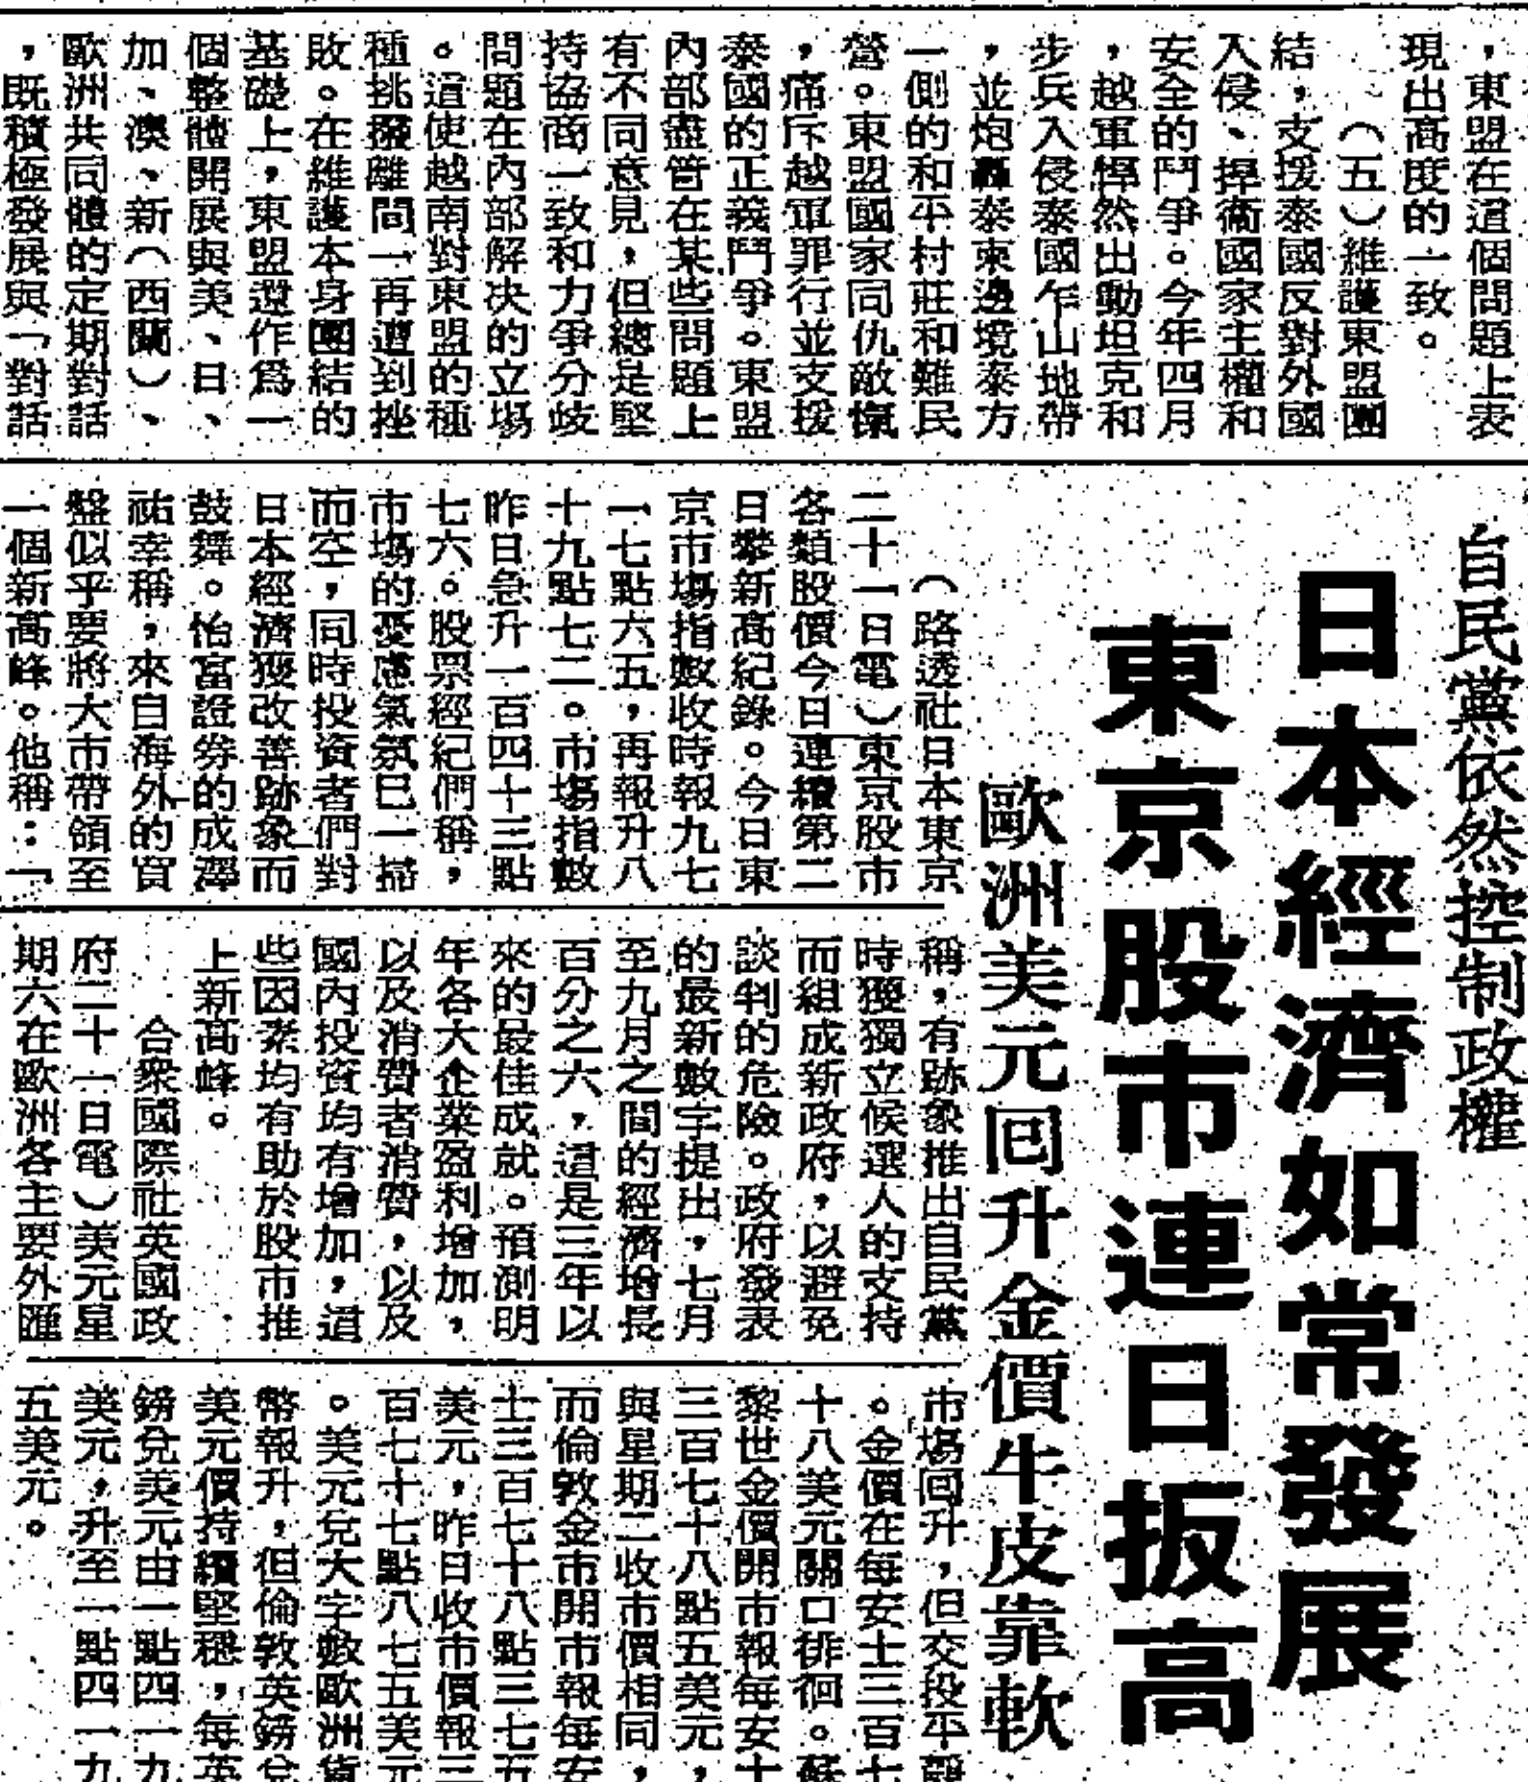 ，東盟在這個問題上表
現出高度的一致。
（五）維護東盟團
結，支援泰國反對外國
入侵、捍衞國家主權和
安全的鬥爭。今年四月
，越軍悍然出動坦克和
步兵入侵泰國乍山地帶
，並炮轟泰柬邊境泰方
一側的和平村莊和難民
營。東盟國家同仇敵愾
，痛斥越軍罪行並支援
泰國的正義鬥爭。東盟
內部盡管在某些問題上
有不同意見，但總是堅
持協商一致和力爭分歧
問題在內部解决的立場
。這使越南對東盟的種
種挑撥離間一再遭到挫
敗。在維護本身團結的
基礎上，東盟還作爲一
個整體開展與美、日、
加、澳、新（西蘭）、
歐洲共同體的定期對話
，既積極發展與「對話
自民黨依然控制政權
日本經濟如常發展
東京股市連日扳高
歐洲美元回升金價牛皮靠軟
（路透社日本東京
二十一日電）東京股市
各類股價今日連續第二
日攀新高紀錄。今日東
京市場指數收時報九七
一七點六五，再報升八
十九點七二。市場指數
昨日急升一百四十三點
七六。股票經紀們稱，
市場的憂慮氣氛已一掃
而空，同時投資者們對
日本經濟獲改善跡象而
鼓舞。怡富證券的成澤
祐幸稱，來自海外的買
盤似乎要將大市帶領至
一個新高峰。他稱：「
稱，有跡象推出自民黨
時獲獨立候選人的支持
而組成新政府，以避免
談判的危險。政府發表
的最新數字提出，七月
至九月之間的經濟增長
百分之六，這是三年以
來的最佳成就。預測明
年各大企業盈利增加，
以及消費者消費，以及
國內投資均有增加，這
些因素均有助於股市推
上新高峰。
合衆國際社英國政
府二十一日電）美元星
期六在歐洲各主要外匯
市場回升，但交投平靜
。金價在每安士三百七
十八美元關口徘徊。蘇
黎世金價開市報每安士
三百七十八點五美元，
與星期二收市價相同，
而倫敦金市開市報每安
士三百七十八點三七五
美元，昨日收市價報三
百七十七點八七五美元
。美元兌大字數歐洲貨
幣報升，但倫敦英鎊兌
美元價持續堅穩，每英
鎊兌美元由一點四一九
美元，升至一點四一九
五美元。